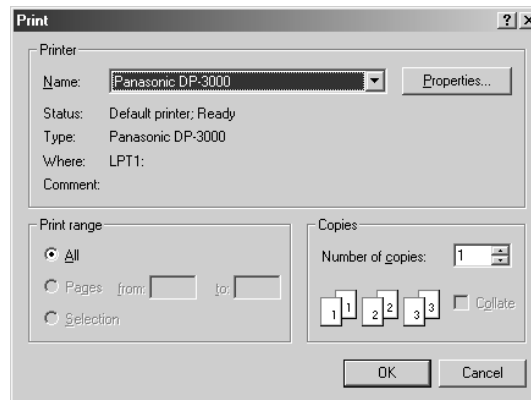 Print
Printer
Name: Panasonic DP-3000 Properties...
Status: Default printer; Ready
Type: Panasonic DP-3000
Where: LPT1:
Comment:
Print range
All
Pages from: to:
Selection
Copies
Number of copies: 1
1 1 2 2 3 3 Collate
OK Cancel